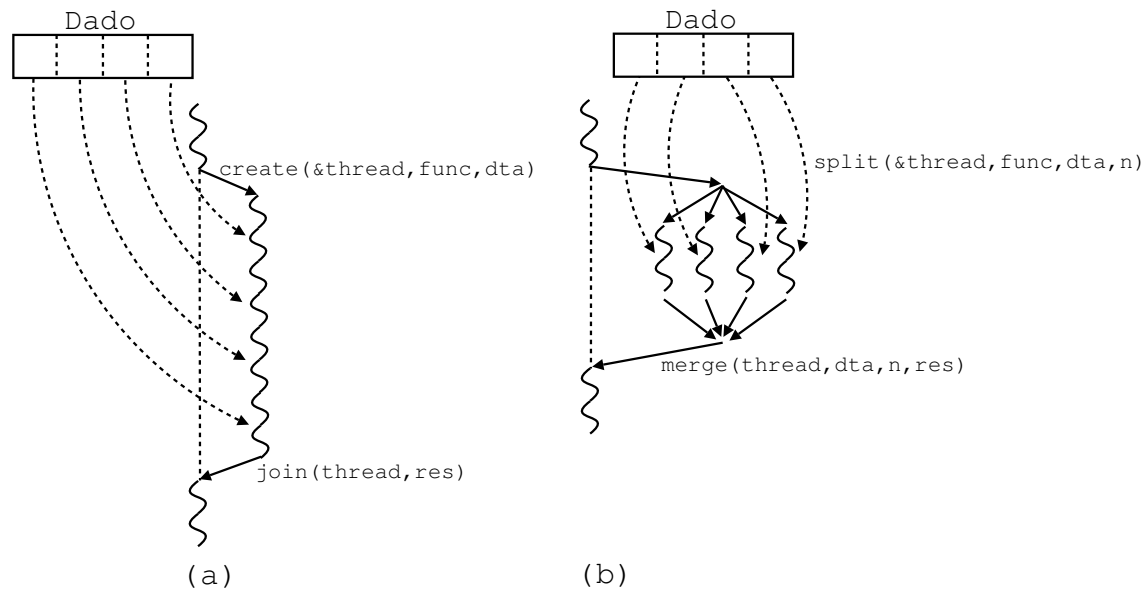 Dado
create(&thread,func,dta)
join(thread,res)
(a)
Dado
split(&thread,func,dta,n)
merge(thread,dta,n,res)
(b)